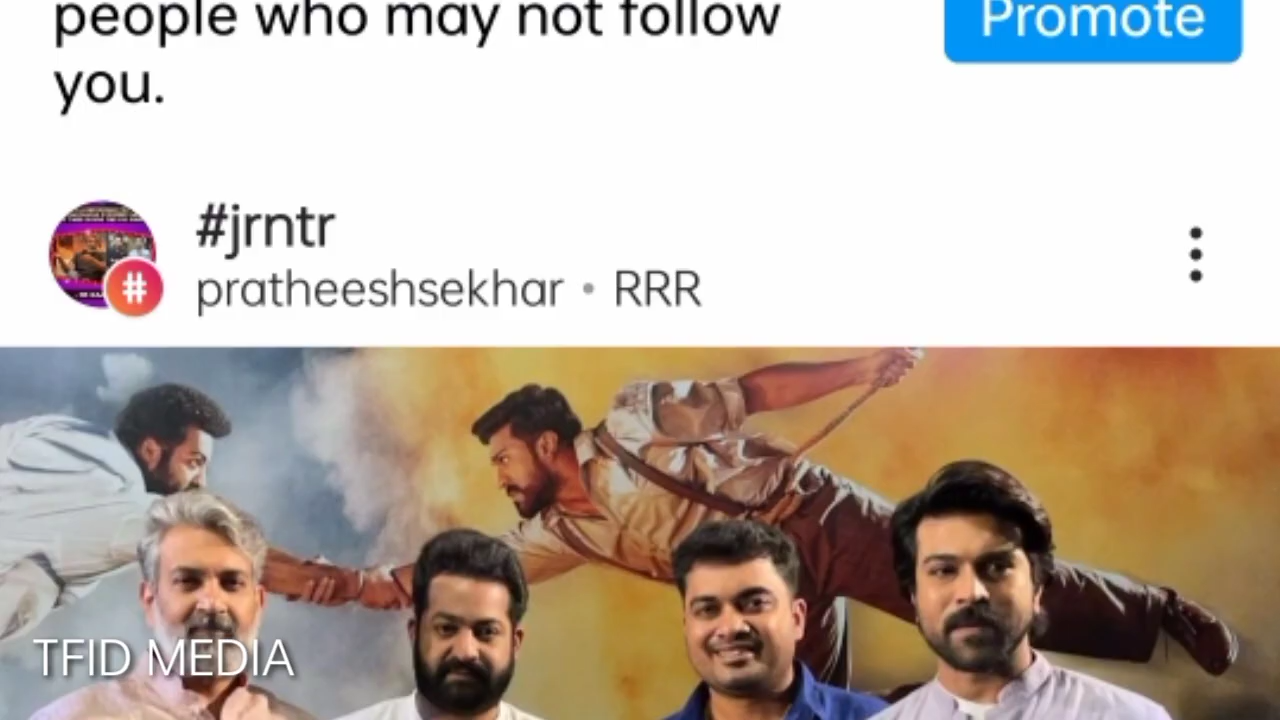 people who may not follow
you.
Promote
#jrntr
pratheeshsekhar • RRR
#
TFID MEDIA